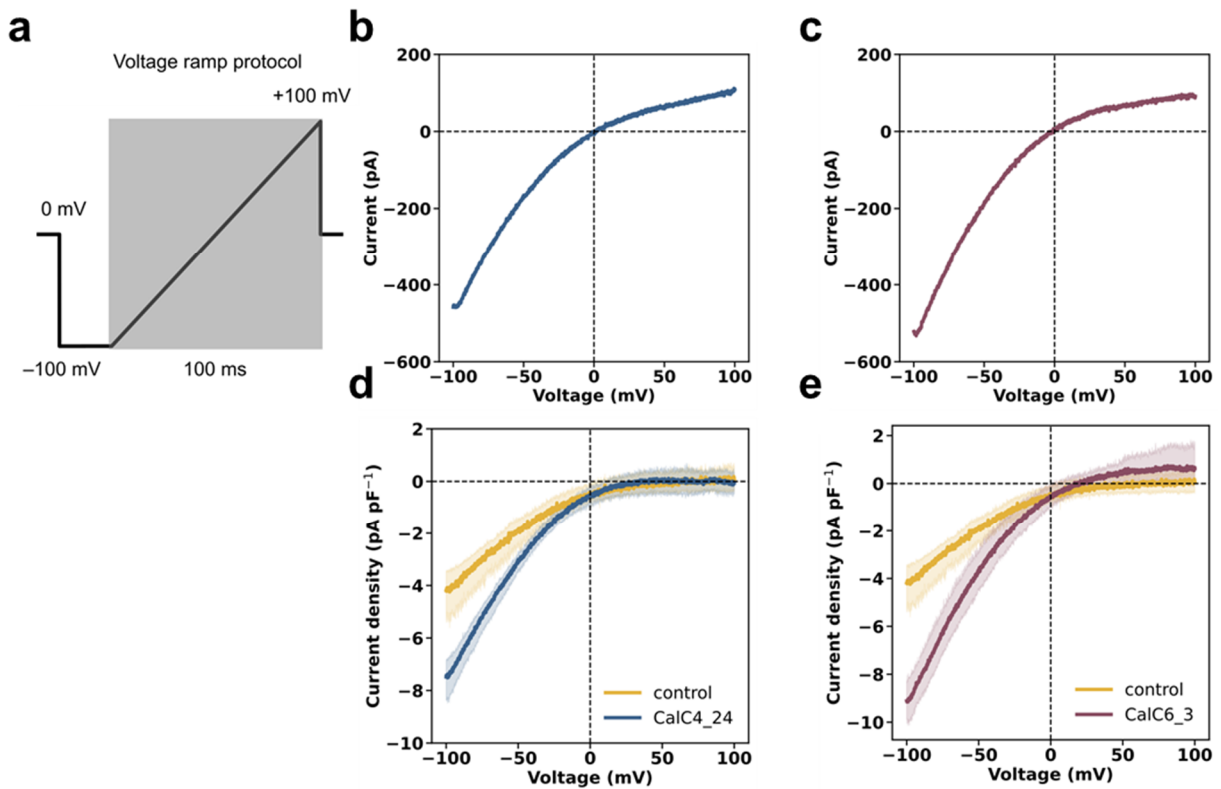 a
Voltage ramp protocol
+100 mV
0 mV
−100 mV
100 ms
b
200
0
−200
−400
−600
Current (pA)
−100 −50 0 50 100
Voltage (mV)
c
200
0
−200
−400
−600
Current (pA)
−100 −50 0 50 100
Voltage (mV)
d
2
0
−2
−4
−6
−8
−10
Current density (pA pF⁻¹)
control
CalC4_24
−100 −50 0 50 100
Voltage (mV)
e
2
0
−2
−4
−6
−8
−10
Current density (pA pF⁻¹)
control
CalC6_3
−100 −50 0 50 100
Voltage (mV)